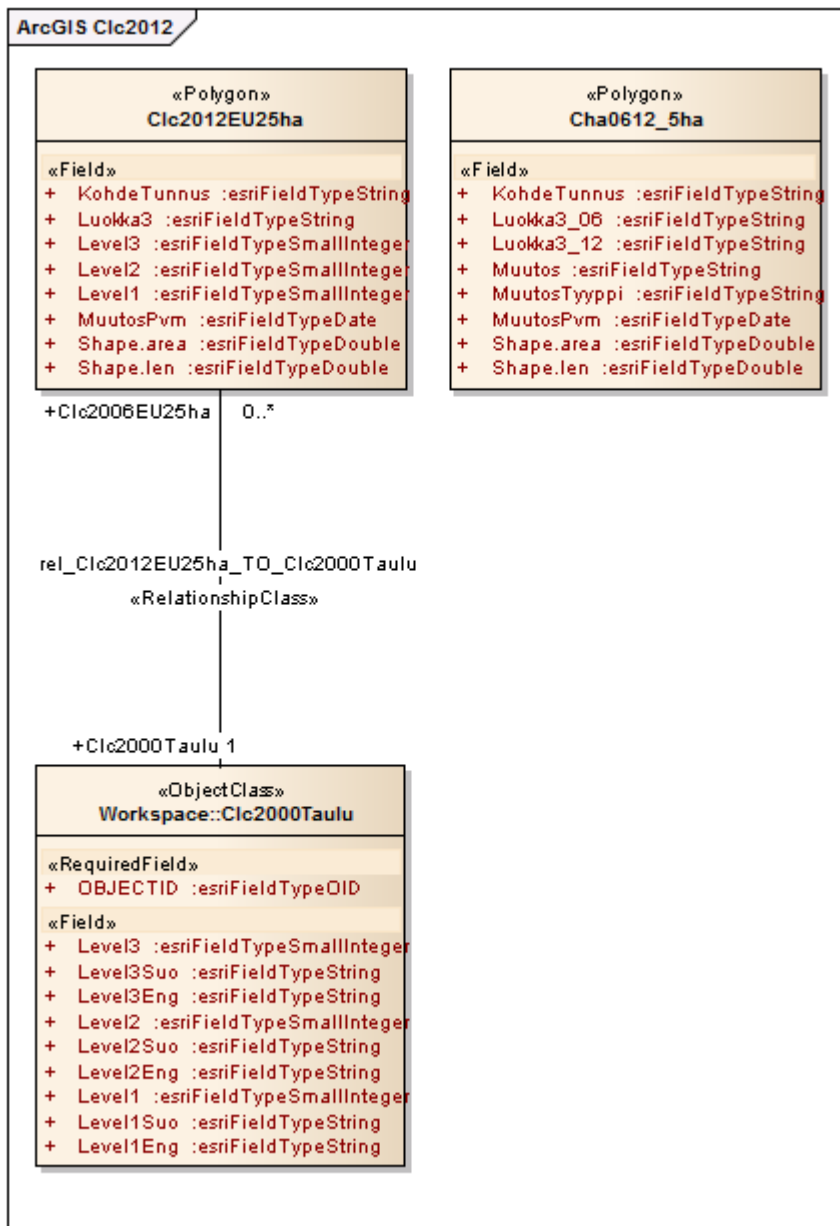 ArcGIS Clc2012
«Polygon»
Clc2012EU25ha
«Field»
+ KohdeTunnus :esriFieldTypeString
+ Luokka3 :esriFieldTypeString
+ Level3 :esriFieldTypeSmallInteger
+ Level2 :esriFieldTypeSmallInteger
+ Level1 :esriFieldTypeSmallInteger
+ MuutosPvm :esriFieldTypeDate
+ Shape.area :esriFieldTypeDouble
+ Shape.len :esriFieldTypeDouble
«Polygon»
Cha0612_5ha
«Field»
+ KohdeTunnus :esriFieldTypeString
+ Luokka3_06 :esriFieldTypeString
+ Luokka3_12 :esriFieldTypeString
+ Muutos :esriFieldTypeString
+ MuutosTyyppi :esriFieldTypeString
+ MuutosPvm :esriFieldTypeDate
+ Shape.area :esriFieldTypeDouble
+ Shape.len :esriFieldTypeDouble
+Clc2006EU25ha 0..*
rel_Clc2012EU25ha_TO_Clc2000Taulu
«RelationshipClass»
+Clc2000Taulu 1
«ObjectClass»
Workspace::Clc2000Taulu
«RequiredField»
+ OBJECTID :esriFieldTypeOID
«Field»
+ Level3 :esriFieldTypeSmallInteger
+ Level3Suo :esriFieldTypeString
+ Level3Eng :esriFieldTypeString
+ Level2 :esriFieldTypeSmallInteger
+ Level2Suo :esriFieldTypeString
+ Level2Eng :esriFieldTypeString
+ Level1 :esriFieldTypeSmallInteger
+ Level1Suo :esriFieldTypeString
+ Level1Eng :esriFieldTypeString